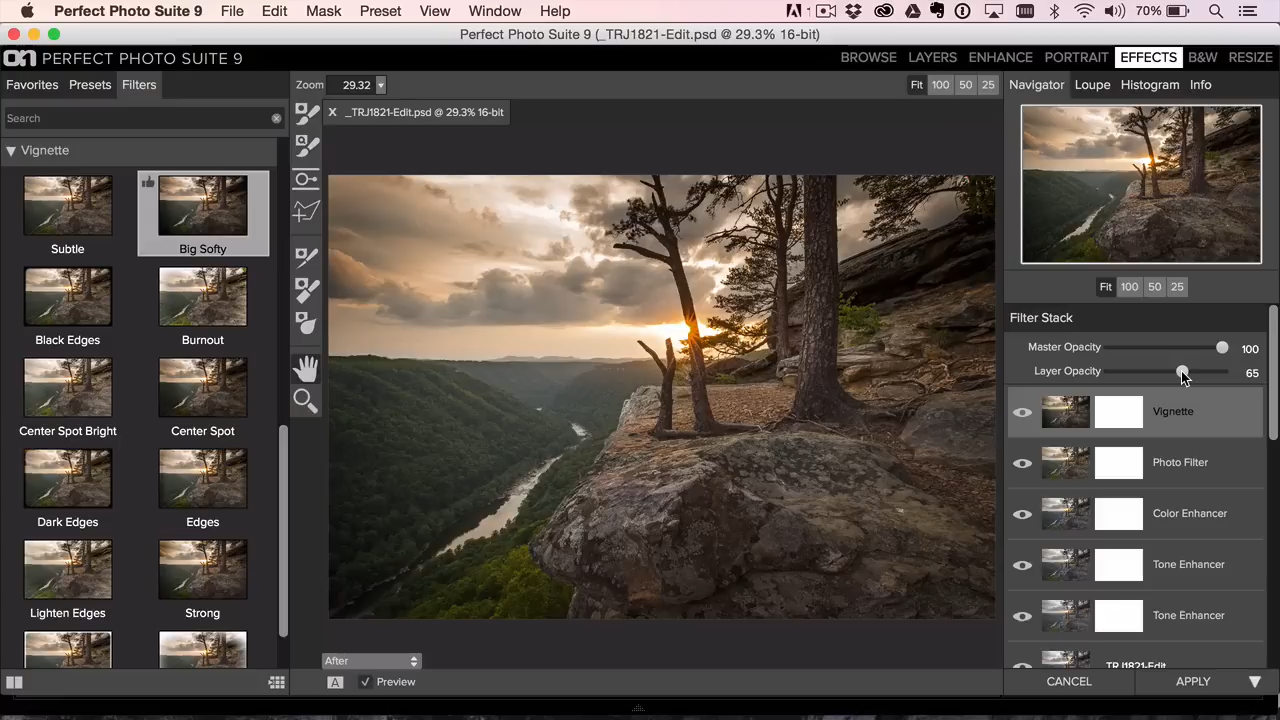 Perfect Photo Suite 9 File Edit Mask Preset View Window Help 70%
Perfect Photo Suite 9 (_TRJ1821-Edit.psd @ 29.3% 16-bit)
ON PERFECT PHOTO SUITE 9 BROWSE LAYERS ENHANCE PORTRAIT EFFECTS B&W RESIZE
Favorites Presets Filters Zoom 29.32 Fit 100 50 25 Navigator Loupe Histogram Info
Search
X _TRJ1821-Edit.psd @ 29.3% 16-bit
Vignette
Subtle Big Softy
Black Edges Burnout
Center Spot Bright Center Spot
Dark Edges Edges
Lighten Edges Strong
Fit 100 50 25
Filter Stack
Master Opacity 100
Layer Opacity 65
Vignette
Photo Filter
Color Enhancer
Tone Enhancer
Tone Enhancer
TRJ1821-Edit
After
A Preview
CANCEL APPLY